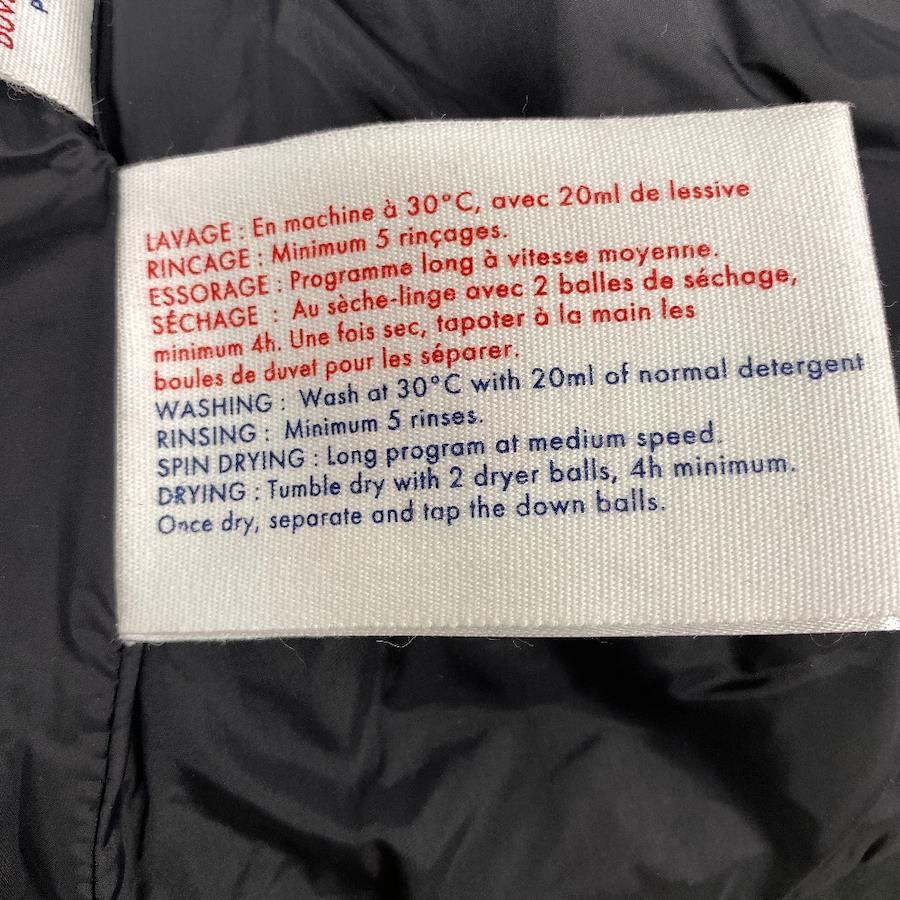 LAVAGE : En machine à 30°C, avec 20ml de lessive
RINCAGE : Minimum 5 rinçages.
ESSORAGE : Programme long à vitesse moyenne.
SÉCHAGE : Au sèche-linge avec 2 balles de séchage,
minimum 4h. Une fois sec, tapoter à la main les
boules de duvet pour les séparer.
WASHING : Wash at 30°C with 20ml of normal detergent
RINSING : Minimum 5 rinses.
SPIN DRYING : Long program at medium speed.
DRYING : Tumble dry with 2 dryer balls, 4h minimum.
Once dry, separate and tap the down balls.